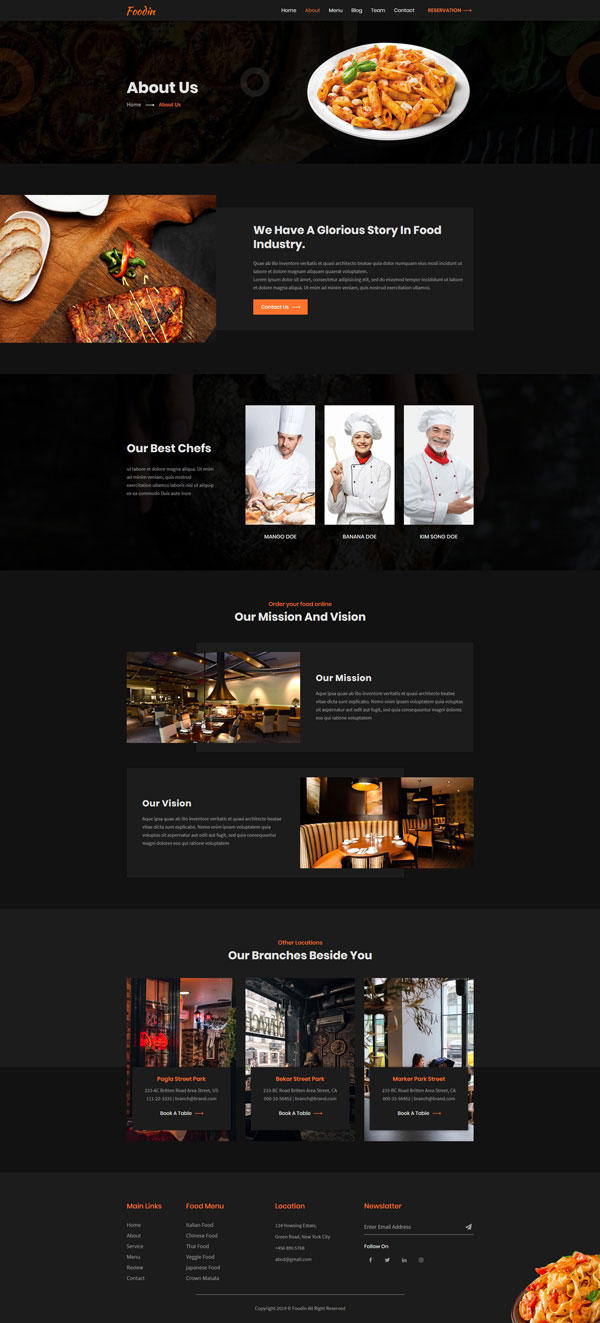 Foodin
Home About Menu Blog Team Contact RESERVATION
About Us
Home About Us
We Have A Glorious Story In Food
Industry.
Quae ab illo inventore veritatis et quasi architecto beatae quia dolor numquam eius modi incidunt ut
labore et dolore magnam aliquam quaerat voluptatem.
Lorem ipsum dolor sit amet, consectetur adipisicing elit, sed do eiusmod tempor incididunt ut labore
et dolore magna aliqua. Ut enim ad minim veniam, quis nostrud exercitation ullamco.
Contact Us
Our Best Chefs
ut labore et dolore magna aliqua. Ut enim
ad minim veniam, quis nostrud
exercitation ullamco laboris nisi ut aliquip
ex ea commodo Duis aute irure
MANGO DOE
BANANA DOE
KIM SONG DOE
Order your food online
Our Mission And Vision
Our Mission
Aque ipsa quae ab illo inventore veritatis et quasi architecto beatae
vitae dicta sunt explicabo. Nemo enim ipsam voluptatem quia voluptas
sit aspernatur aut odit aut fugit, sed quia consequuntur magni dolores
eos qui ratione voluptatem
Our Vision
Aque ipsa quae ab illo inventore veritatis et quasi architecto beatae
vitae dicta sunt explicabo. Nemo enim ipsam voluptatem quia
voluptas sit aspernatur aut odit aut fugit, sed quia consequuntur
magni dolores eos qui ratione voluptatem
Other Locations
Our Branches Beside You
Pagla Street Park
233-AC Britten Road Area Street, US
111-22-3333 | branch@brand.com
Book A Table
Bekar Street Park
233-BC Road Britten Area Street, CA
000-33-56452 | branch@brand.com
Book A Table
Marker Park Street
233-RC Road Britten Area Street, CA
000-33-56452 | branch@brand.com
Book A Table
Main Links
Home
About
Service
Menu
Review
Contact
Food Menu
Italian Food
Chinese Food
Thai Food
Veggie Food
Japanese Food
Crown Masala
Location
134 Howsing Estate,
Green Road, New York City
+456 890 5768
abcd@gmail.com
Newslatter
Enter Email Address
Follow On
Copyright 2019 © Foodin All Right Reserved